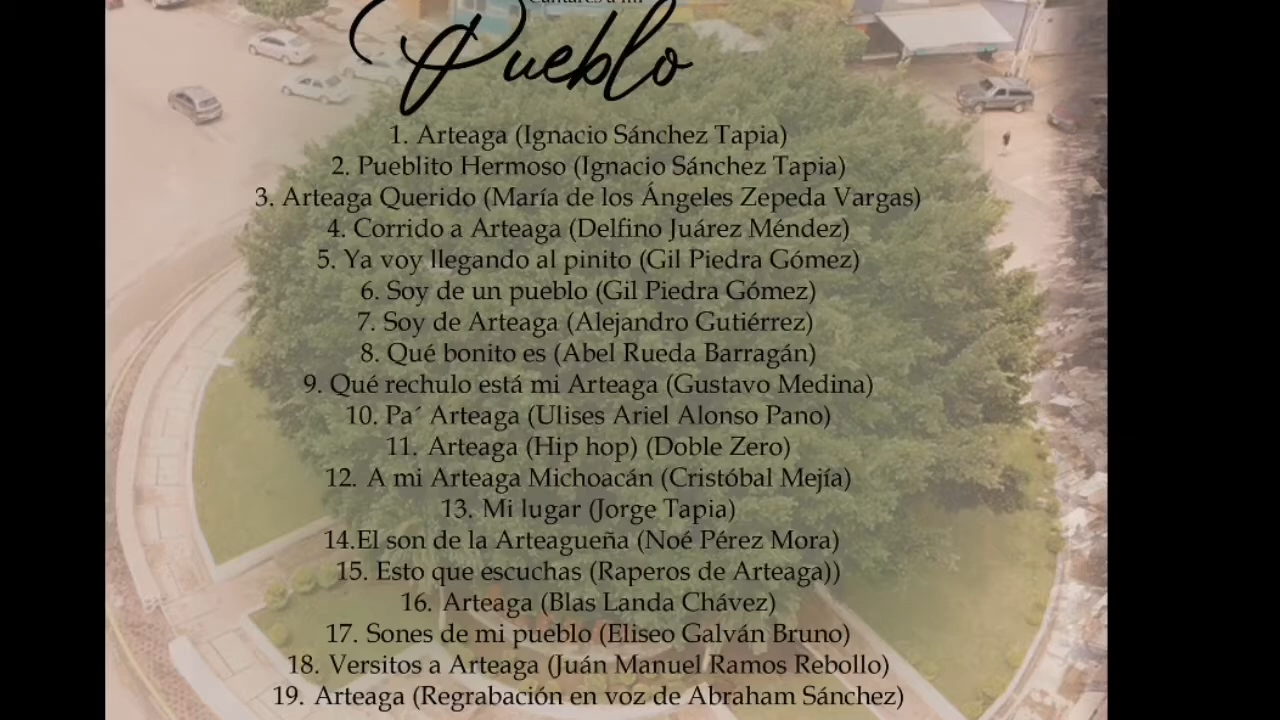 Cantares a mi
Pueblo
1. Arteaga (Ignacio Sánchez Tapia)
2. Pueblito Hermoso (Ignacio Sánchez Tapia)
3. Arteaga Querido (María de los Ángeles Zepeda Vargas)
4. Corrido a Arteaga (Delfino Juárez Méndez)
5. Ya voy llegando al pinito (Gil Piedra Gómez)
6. Soy de un pueblo (Gil Piedra Gómez)
7. Soy de Arteaga (Alejandro Gutiérrez)
8. Qué bonito es (Abel Rueda Barragán)
9. Qué rechulo está mi Arteaga (Gustavo Medina)
10. Pa´ Arteaga (Ulises Ariel Alonso Pano)
11. Arteaga (Hip hop) (Doble Zero)
12. A mi Arteaga Michoacán (Cristóbal Mejía)
13. Mi lugar (Jorge Tapia)
14.El son de la Arteagueña (Noé Pérez Mora)
15. Esto que escuchas (Raperos de Arteaga))
16. Arteaga (Blas Landa Chávez)
17. Sones de mi pueblo (Eliseo Galván Bruno)
18. Versitos a Arteaga (Juán Manuel Ramos Rebollo)
19. Arteaga (Regrabación en voz de Abraham Sánchez)